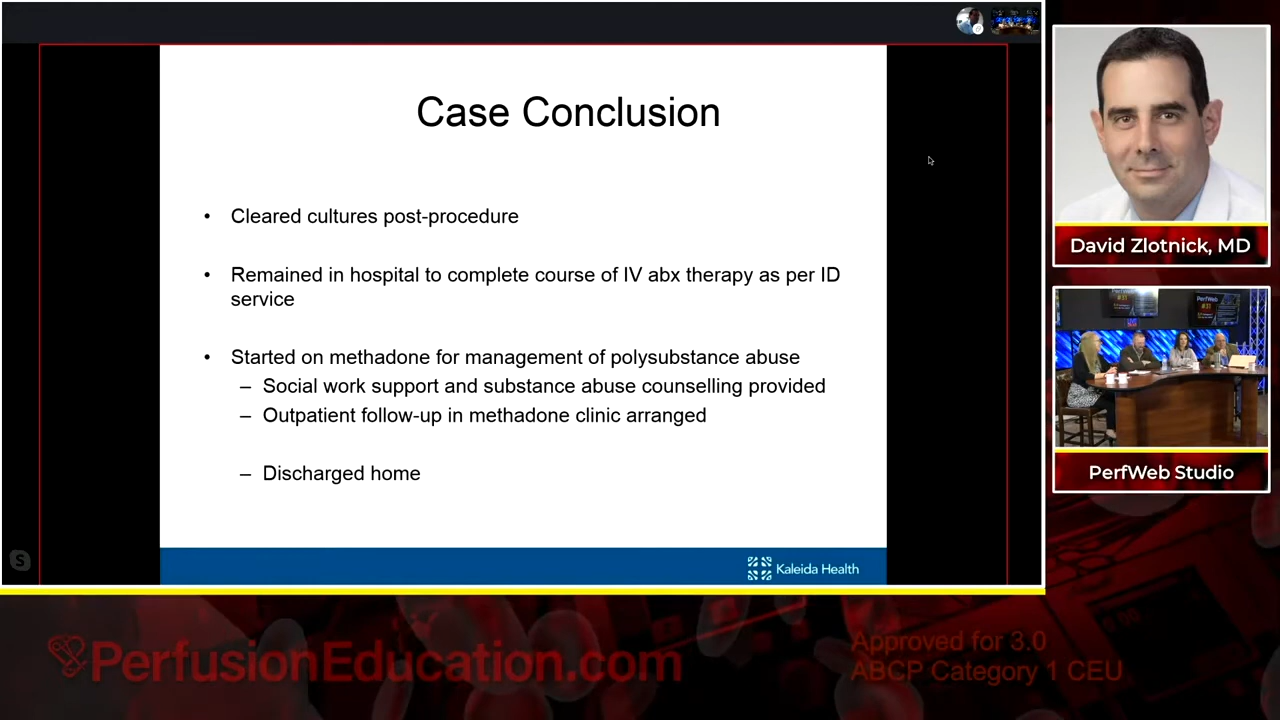 Case Conclusion
• Cleared cultures post-procedure
• Remained in hospital to complete course of IV abx therapy as per ID
service
• Started on methadone for management of polysubstance abuse
– Social work support and substance abuse counselling provided
– Outpatient follow-up in methadone clinic arranged
– Discharged home
Kaleida Health
David Zlotnick, MD
PerfWeb
PerfWeb Studio
PerfusionEducation.com
Approved for 3.0
ABCP Category 1 CEU